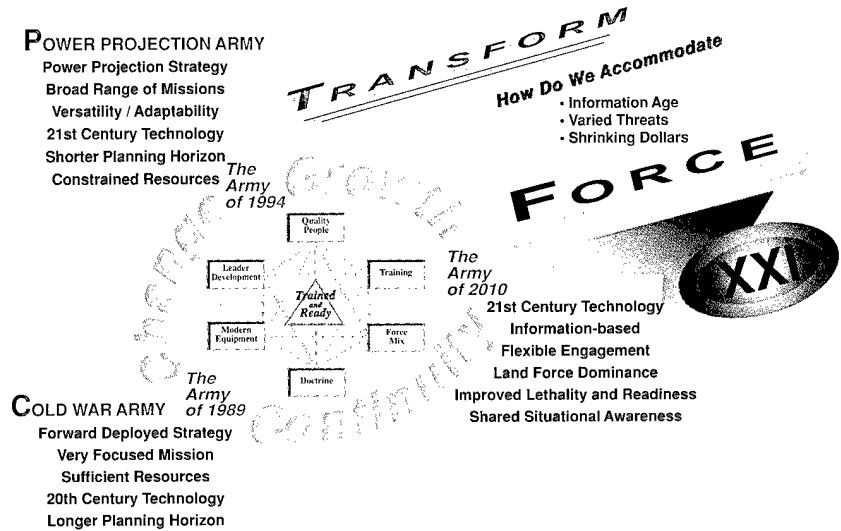 POWER PROJECTION ARMY
Power Projection Strategy
Broad Range of Missions
Versatility / Adaptability
21st Century Technology
Shorter Planning Horizon
Constrained Resources
TRANSFORM
How Do We Accommodate
• Information Age
• Varied Threats
• Shrinking Dollars
FORCE
XXI
The
Army
of 1994
Change
Growth
Continuity
Quality
People
Leader
Development
Training
Trained
and
Ready
Modern
Equipment
Force
Mix
Doctrine
The
Army
of 2010
21st Century Technology
Information-based
Flexible Engagement
Land Force Dominance
Improved Lethality and Readiness
Shared Situational Awareness
The
Army
of 1989
COLD WAR ARMY
Forward Deployed Strategy
Very Focused Mission
Sufficient Resources
20th Century Technology
Longer Planning Horizon